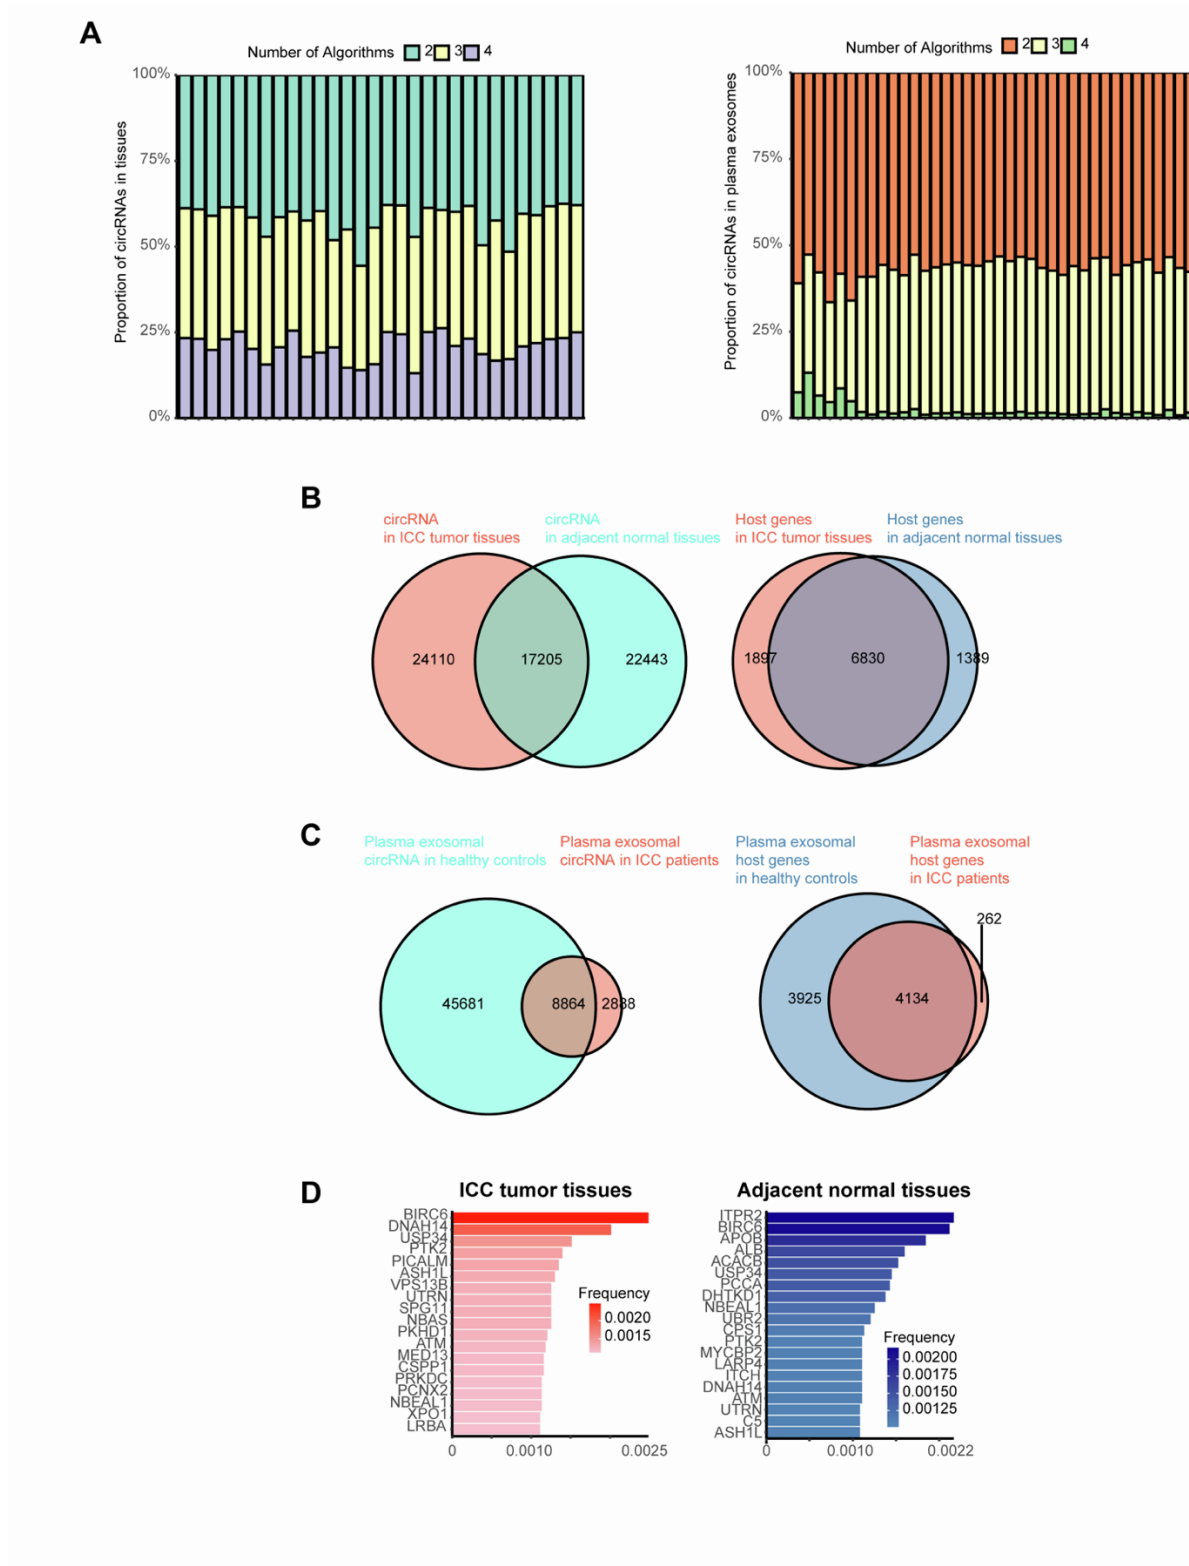 A
Number of Algorithms 2 3 4
100%
75%
50%
25%
0%
Proportion of circRNAs in tissues
Number of Algorithms 2 3 4
100%
75%
50%
25%
0%
Proportion of circRNAs in plasma exosomes
B
circRNA
in ICC tumor tissues
circRNA
in adjacent normal tissues
24110
17205
22443
Host genes
in ICC tumor tissues
Host genes
in adjacent normal tissues
1897
6830
1389
C
Plasma exosomal
circRNA in healthy controls
Plasma exosomal
circRNA in ICC patients
45681
8864
2888
Plasma exosomal
host genes
in healthy controls
Plasma exosomal
host genes
in ICC patients
262
3925
4134
D
ICC tumor tissues
BIRC6
DNAH14
USP34
PTK2
PICALM
ASH1L
VPS13B
UTRN
SPG11
NBAS
PKHD1
ATM
MED13
CSPP1
PRKDC
PCNX2
NBEAL1
XPO1
LRBA
Frequency
0.0020
0.0015
0 0.0010 0.0025
Adjacent normal tissues
ITPR2
BIRC6
APOB
ALB
ACACB
USP34
PCCA
DHTKD1
NBEAL1
UBR2
CPS1
PTK2
MYCBP2
LARP4
ITCH
DNAH14
ATM
UTRN
C5
ASH1L
Frequency
0.00200
0.00175
0.00150
0.00125
0 0.0010 0.0022